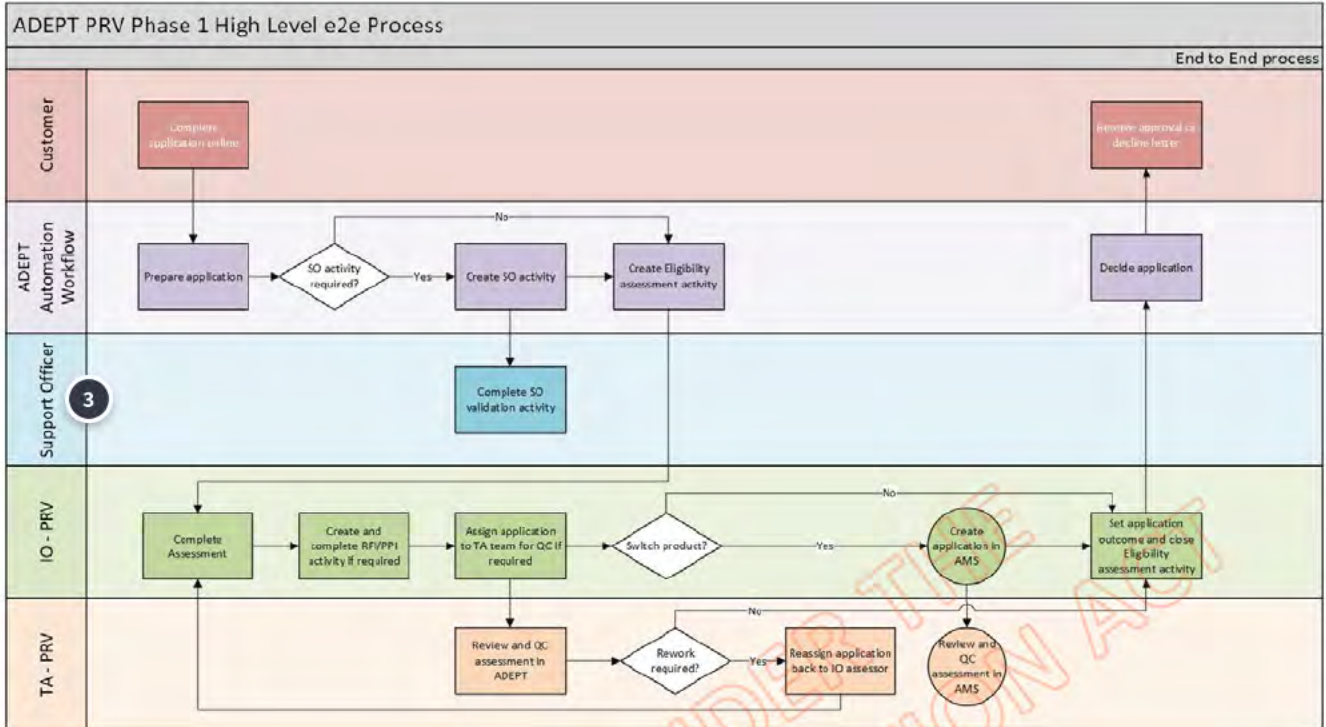 ADEPT PRV Phase 1 High Level e2e Process
End to End process
Customer
Complete
application online
Receive approval or
decline letter
ADEPT
Automation
Workflow
No
Prepare application
SO activity
required?
Yes
Create SO activity
Create Eligibility
assessment activity
Decide application
Support Officer
3
Complete SO
validation activity
IO - PRV
No
Complete
Assessment
Create and
complete RFI/PPI
activity if required
Assign application
to TA team for QC if
required
Switch product?
Yes
Create
application in
AMS
Set application
outcome and close
Eligibility
assessment activity
TA - PRV
No
Review and QC
assessment in
ADEPT
Rework
required?
Yes
Reassign application
back to IO assessor
Review and
QC
assessment in
AMS
DER THE
ION ACT